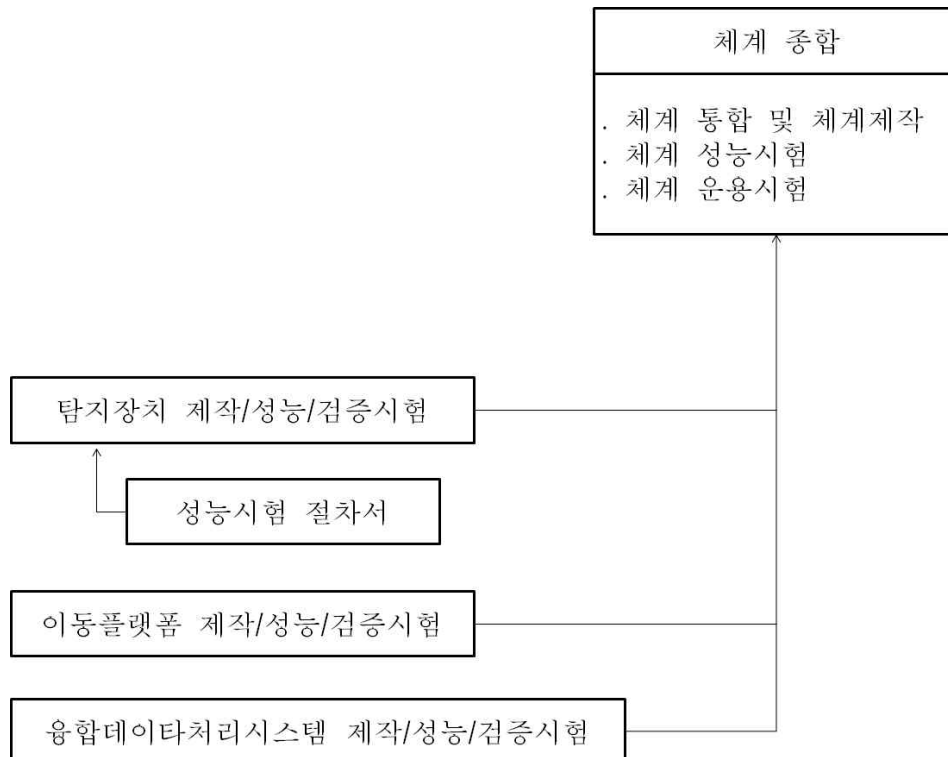 체계 종합
. 체계 통합 및 체계제작
. 체계 성능시험
. 체계 운용시험
탐지장치 제작/성능/검증시험
성능시험 절차서
이동플랫폼 제작/성능/검증시험
융합데이타처리시스템 제작/성능/검증시험